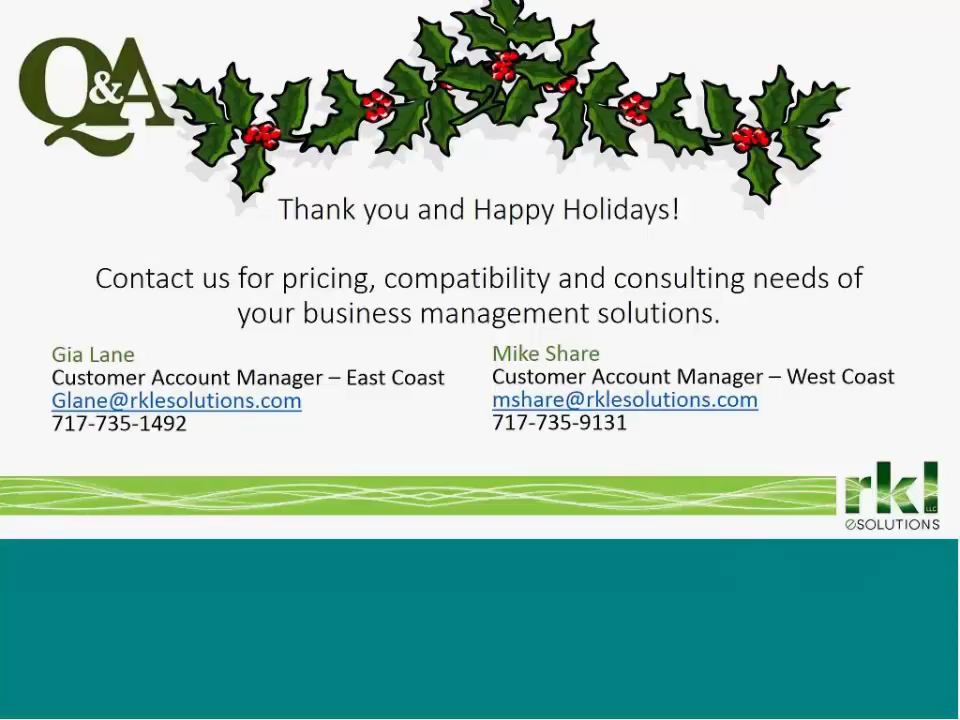 Q&A
Thank you and Happy Holidays!
Contact us for pricing, compatibility and consulting needs of
your business management solutions.
Gia Lane
Customer Account Manager – East Coast
Glane@rklesolutions.com
717-735-1492
Mike Share
Customer Account Manager – West Coast
mshare@rklesolutions.com
717-735-9131
rkl
LLC
eSOLUTIONS